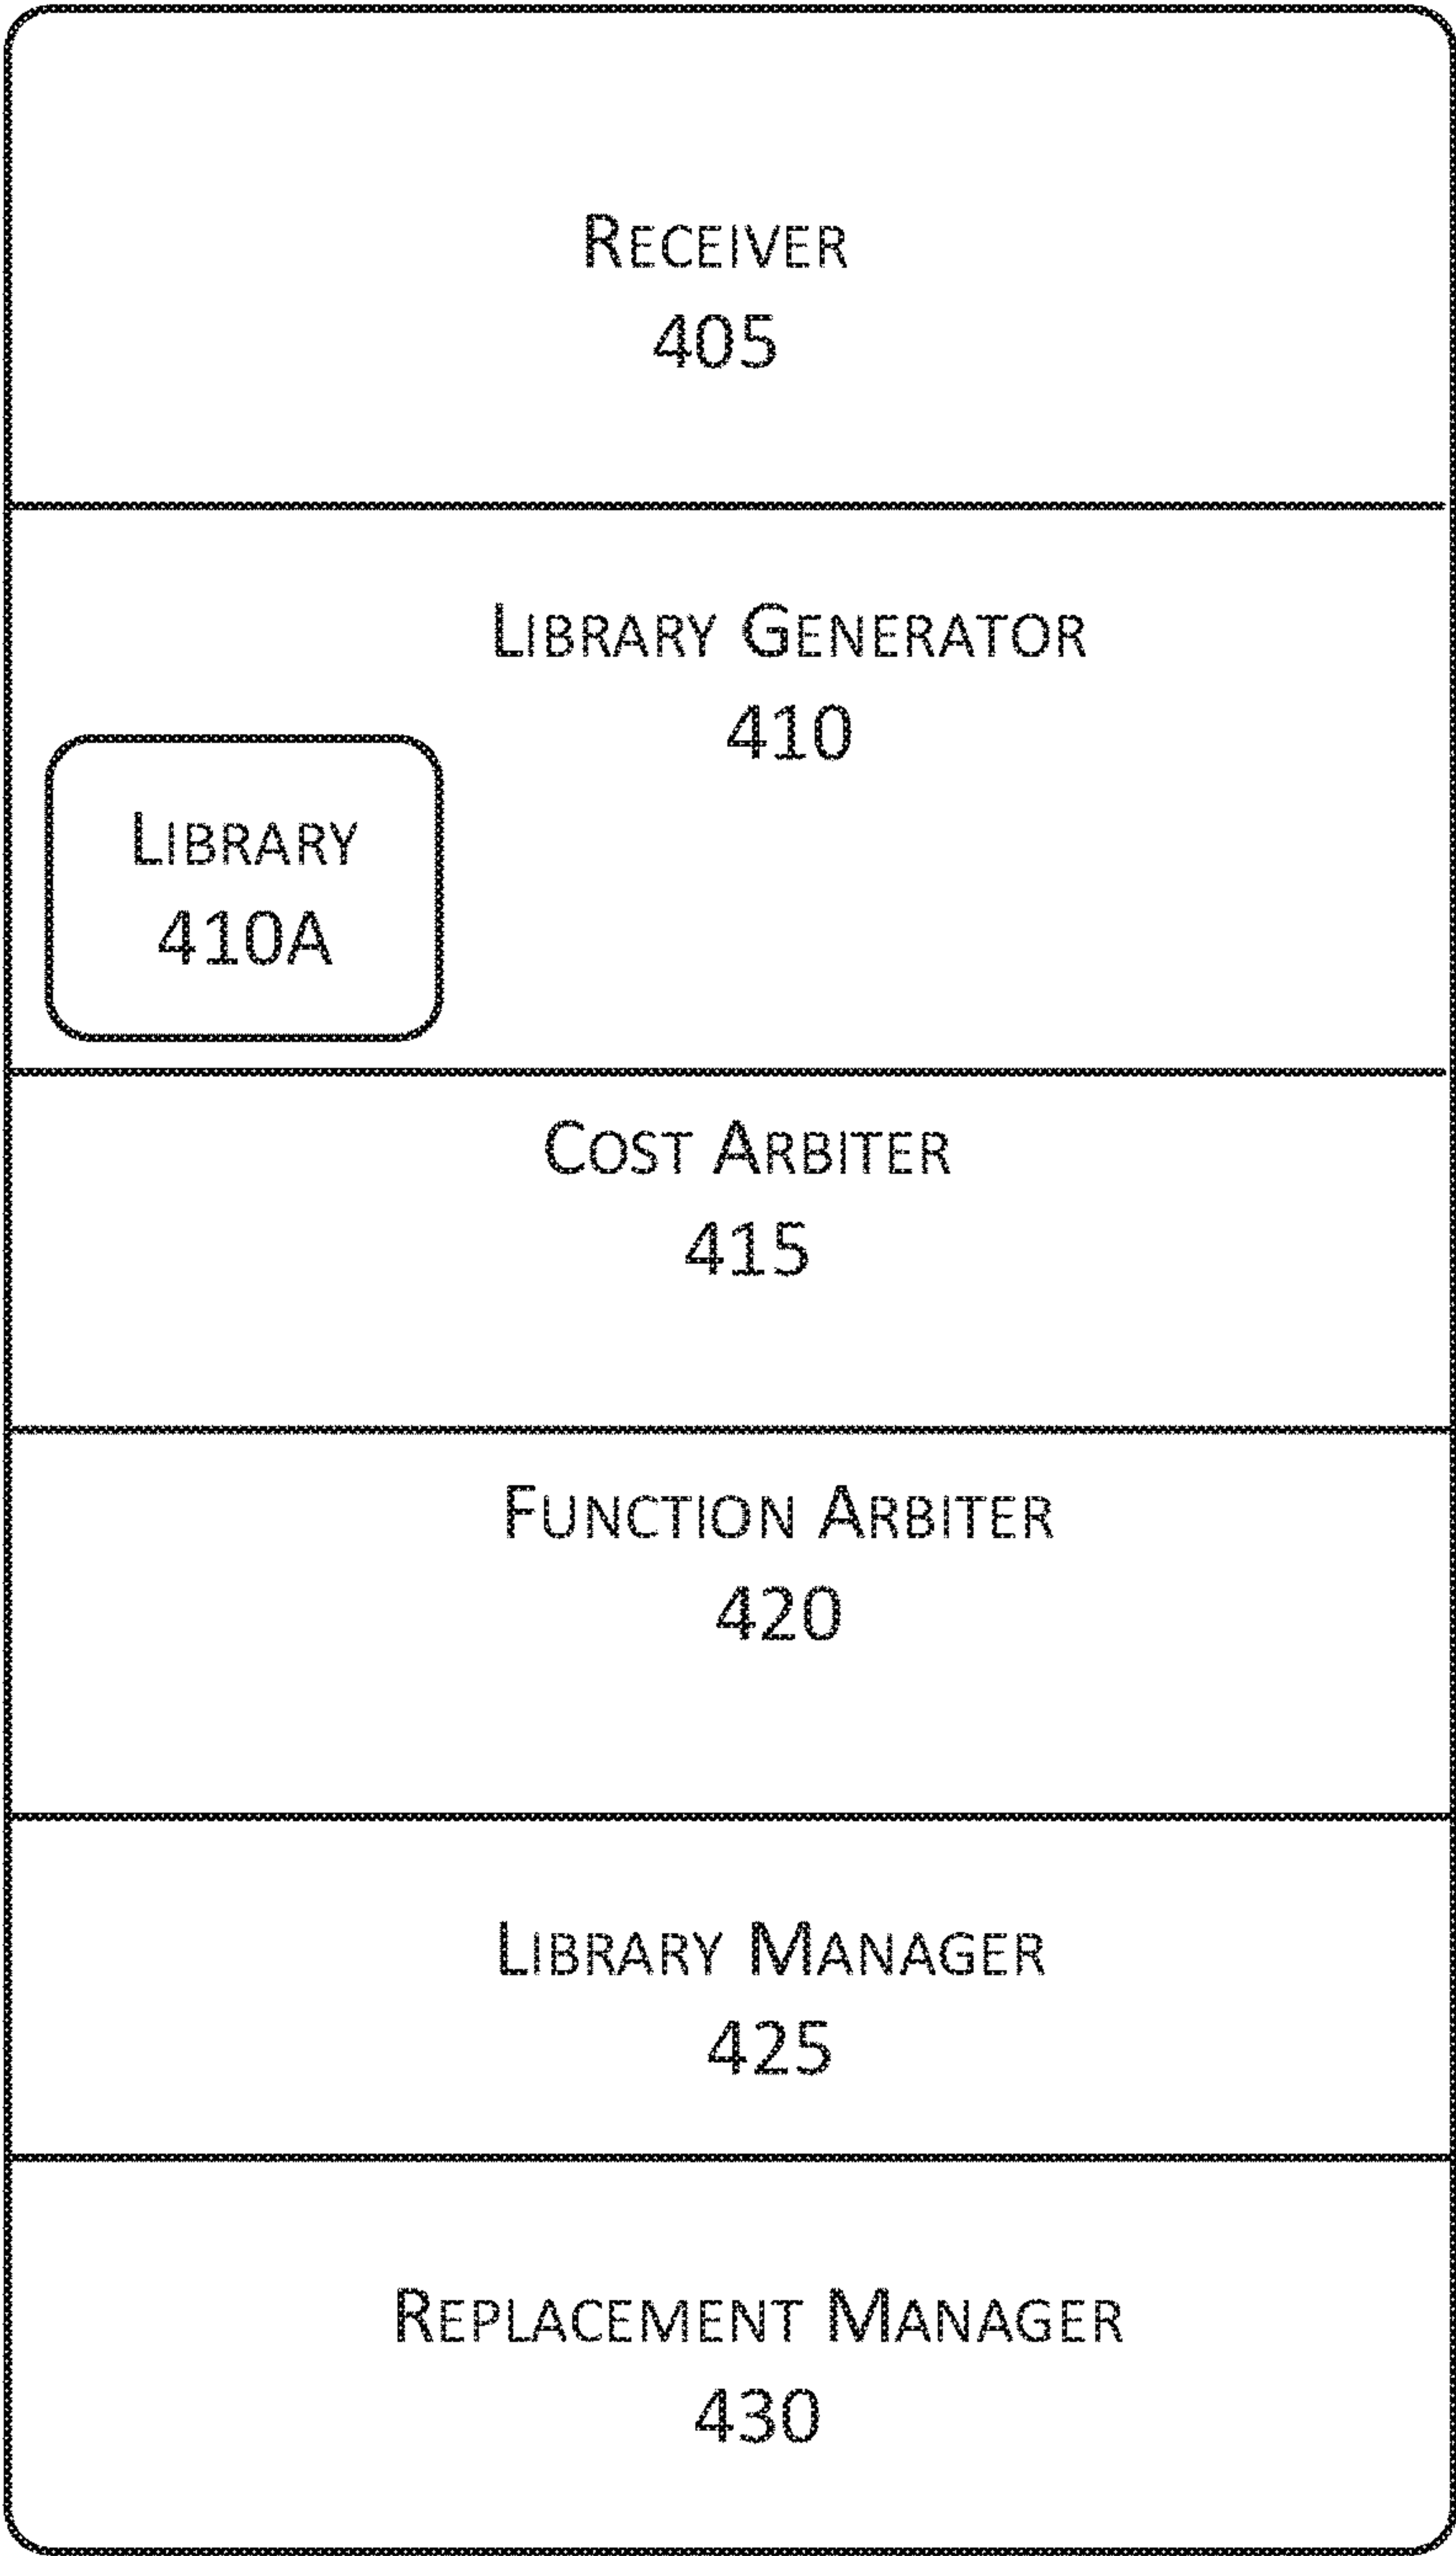 RECEIVER
405
LIBRARY GENERATOR
410
LIBRARY
410A
COST ARBITER
415
FUNCTION ARBITER
420
LIBRARY MANAGER
425
REPLACEMENT MANAGER
430